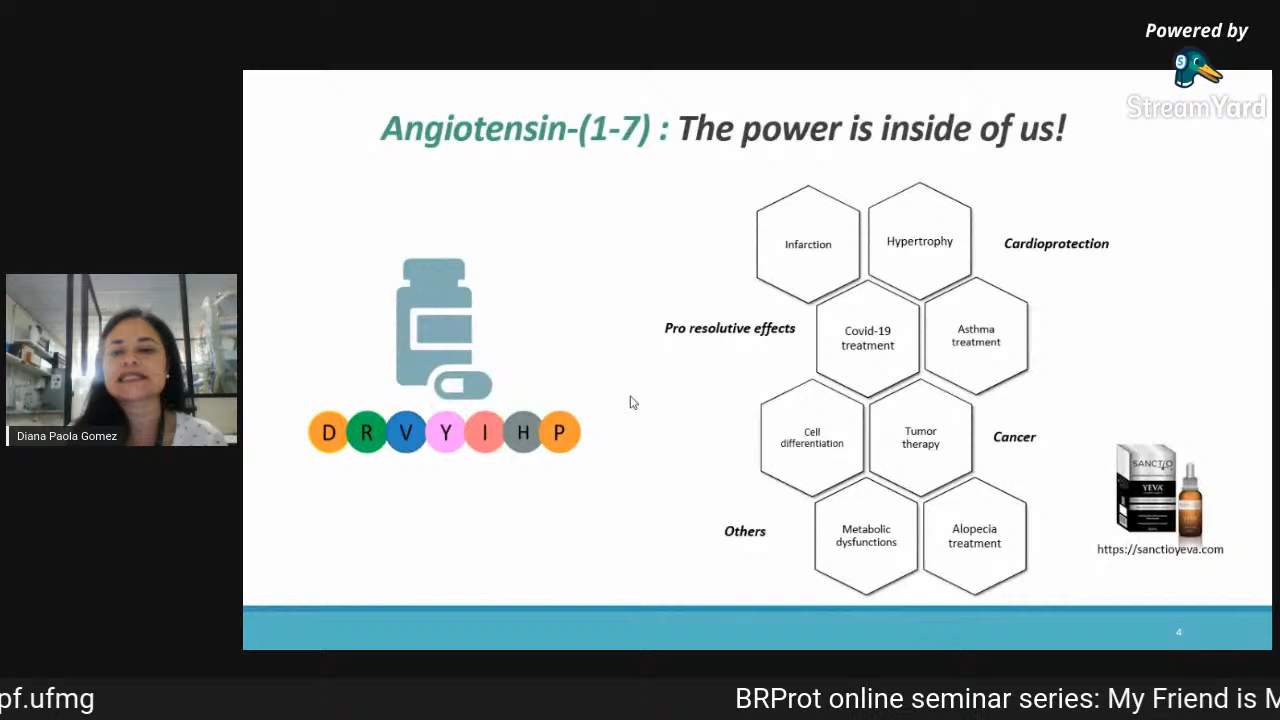 Powered by
StreamYard
Angiotensin-(1-7) : The power is inside of us!
Infarction
Hypertrophy
Cardioprotection
Pro resolutive effects
Covid-19
treatment
Asthma
treatment
D R V Y I H P
Cell
differentiation
Tumor
therapy
Cancer
Others
Metabolic
dysfunctions
Alopecia
treatment
SANCTIO
YEVA
https://sanctioyeva.com
4
Diana Paola Gomez
pf.ufmg
BRProt online seminar series: My Friend is M